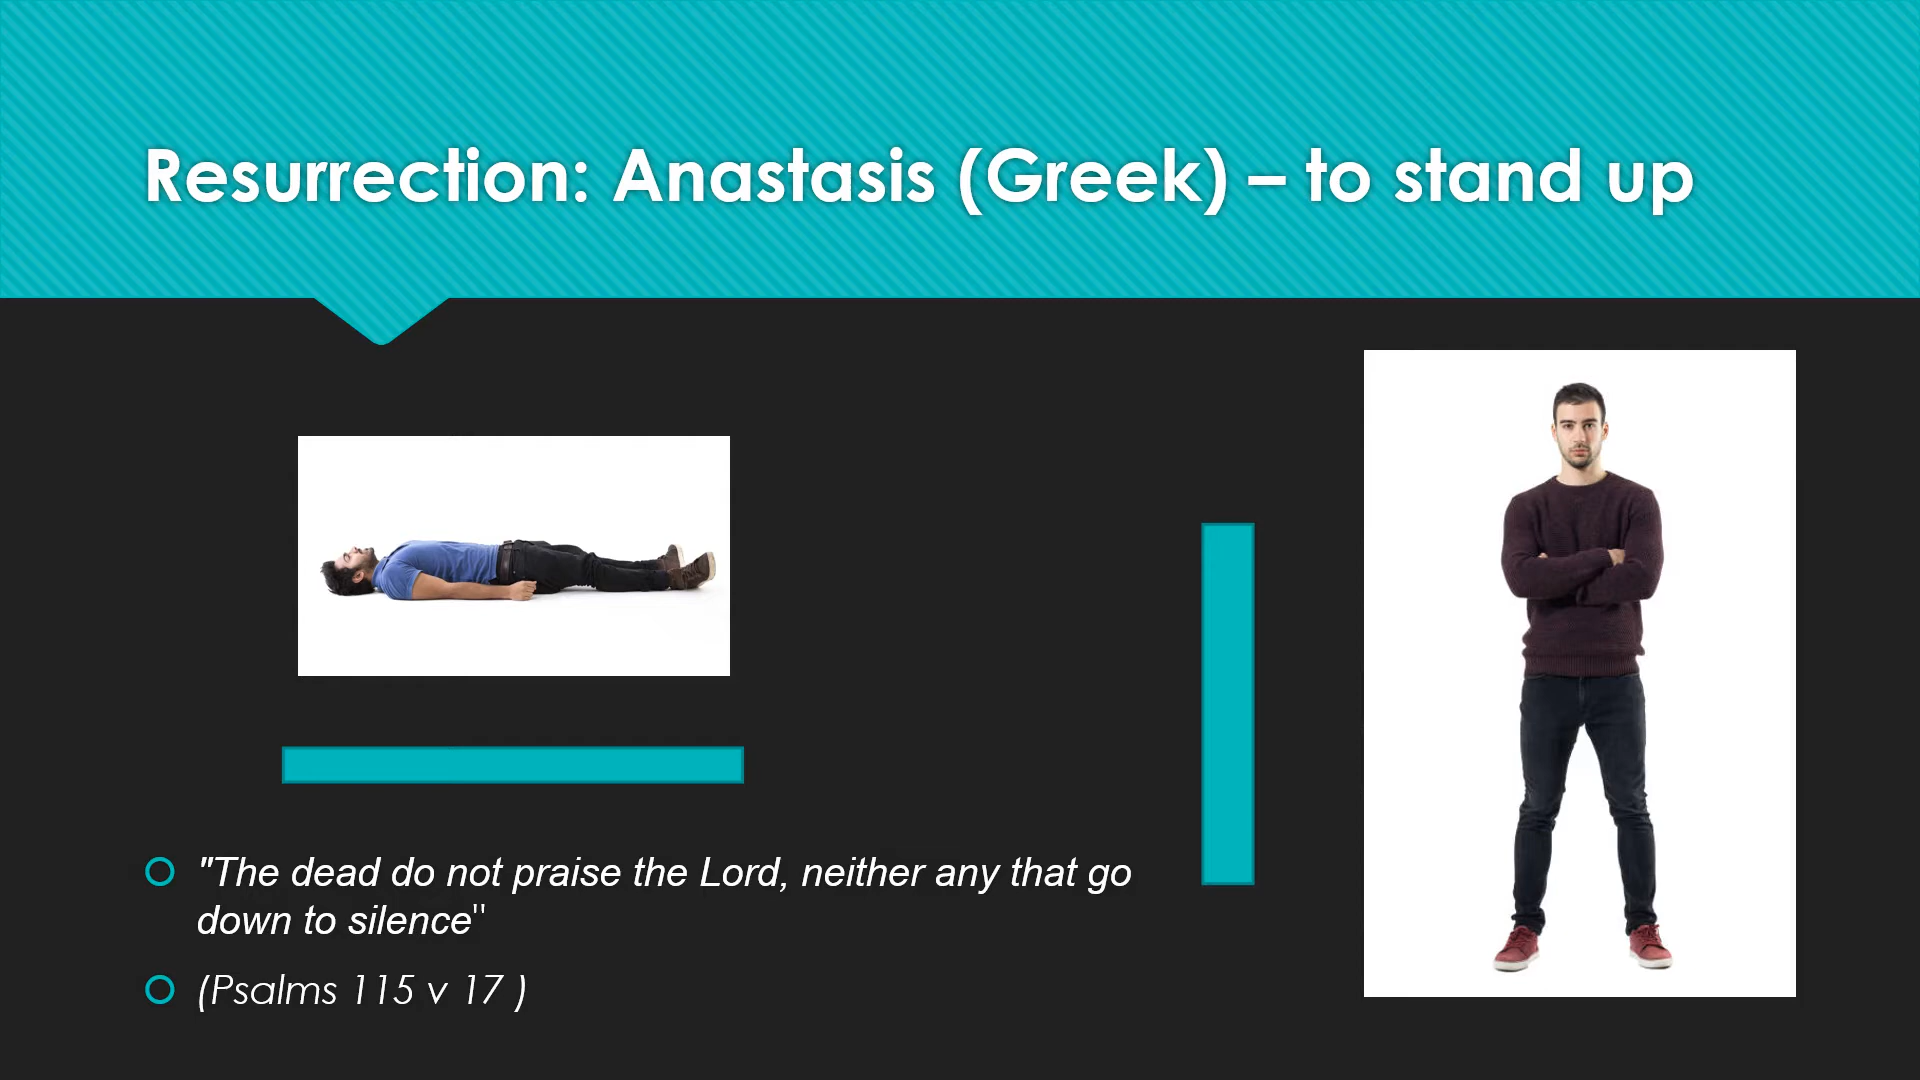 Resurrection: Anastasis (Greek) – to stand up
"The dead do not praise the Lord, neither any that go
down to silence"
(Psalms 115 v 17 )